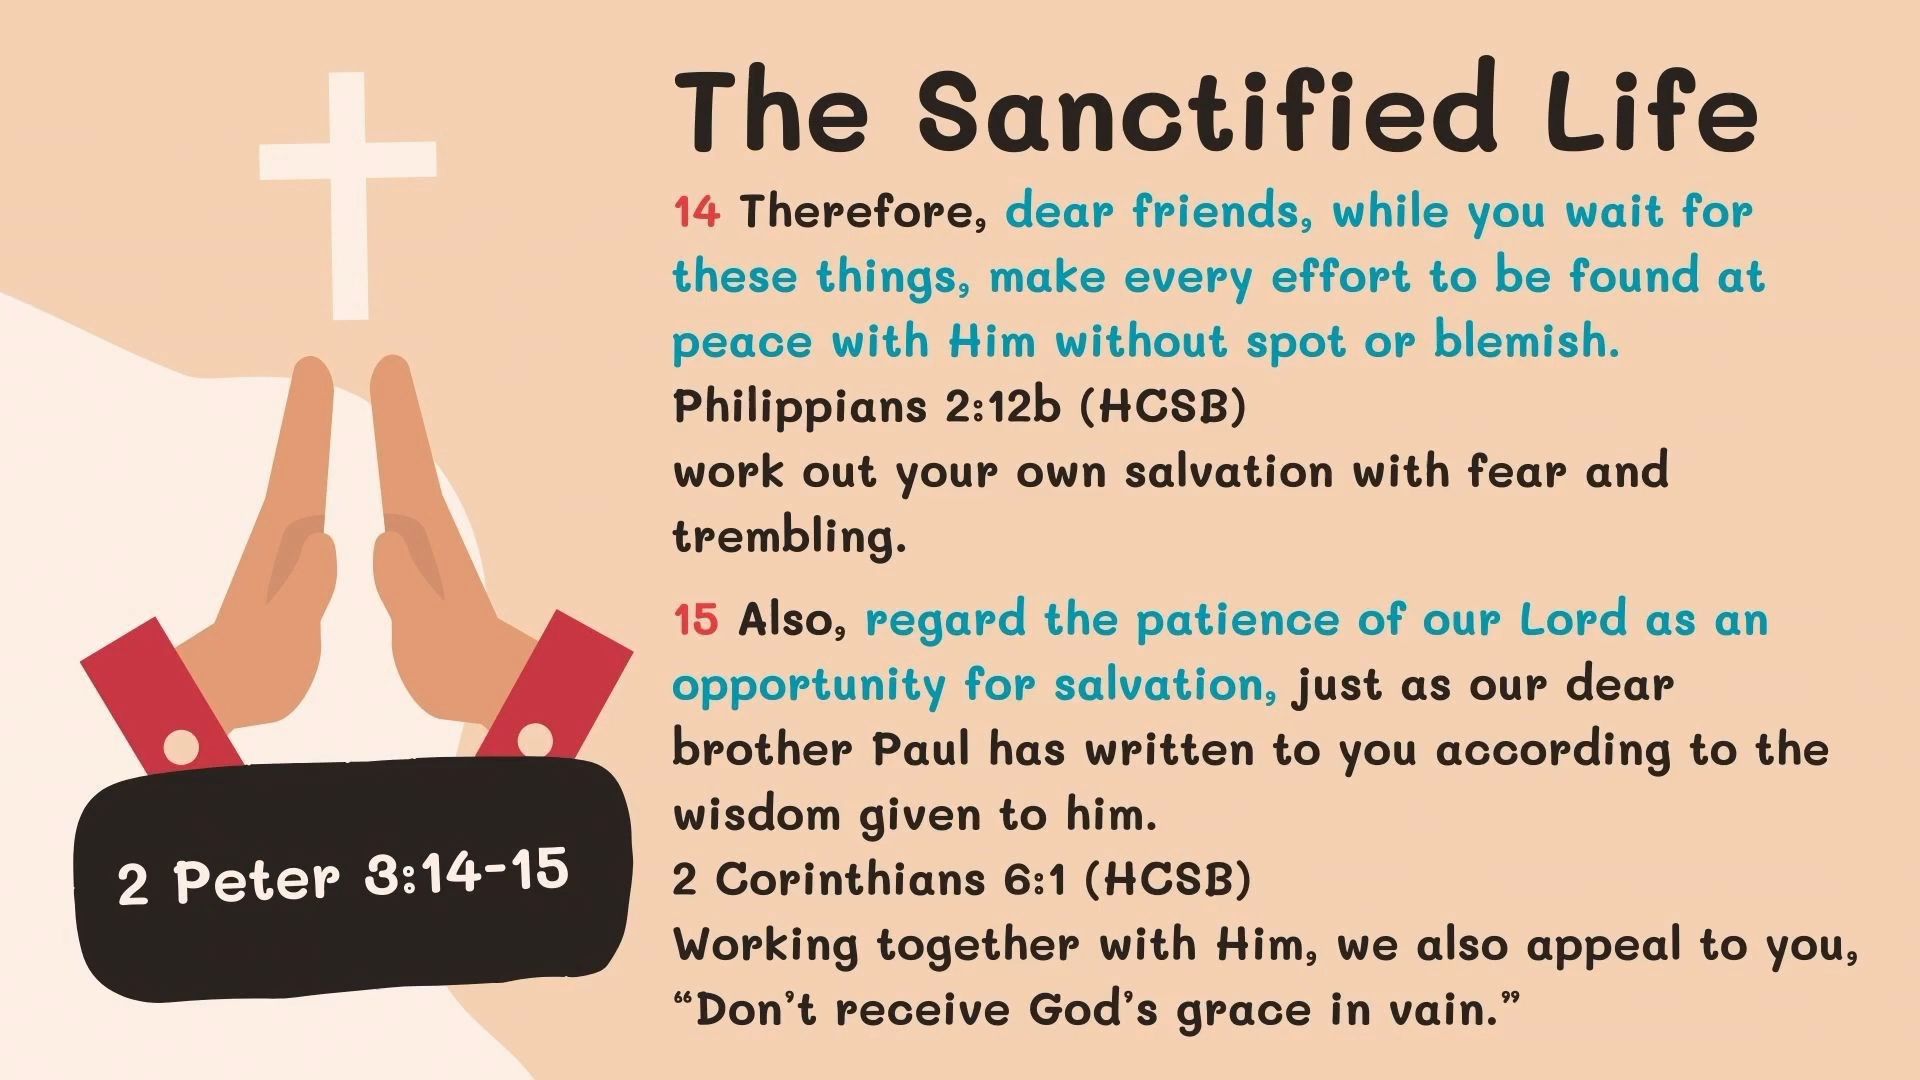 The Sanctified Life
14 Therefore, dear friends, while you wait for
these things, make every effort to be found at
peace with Him without spot or blemish.
Philippians 2:12b (HCSB)
work out your own salvation with fear and
trembling.
15 Also, regard the patience of our Lord as an
opportunity for salvation, just as our dear
brother Paul has written to you according to the
wisdom given to him.
2 Corinthians 6:1 (HCSB)
Working together with Him, we also appeal to you,
“Don’t receive God’s grace in vain.”
2 Peter 3:14-15